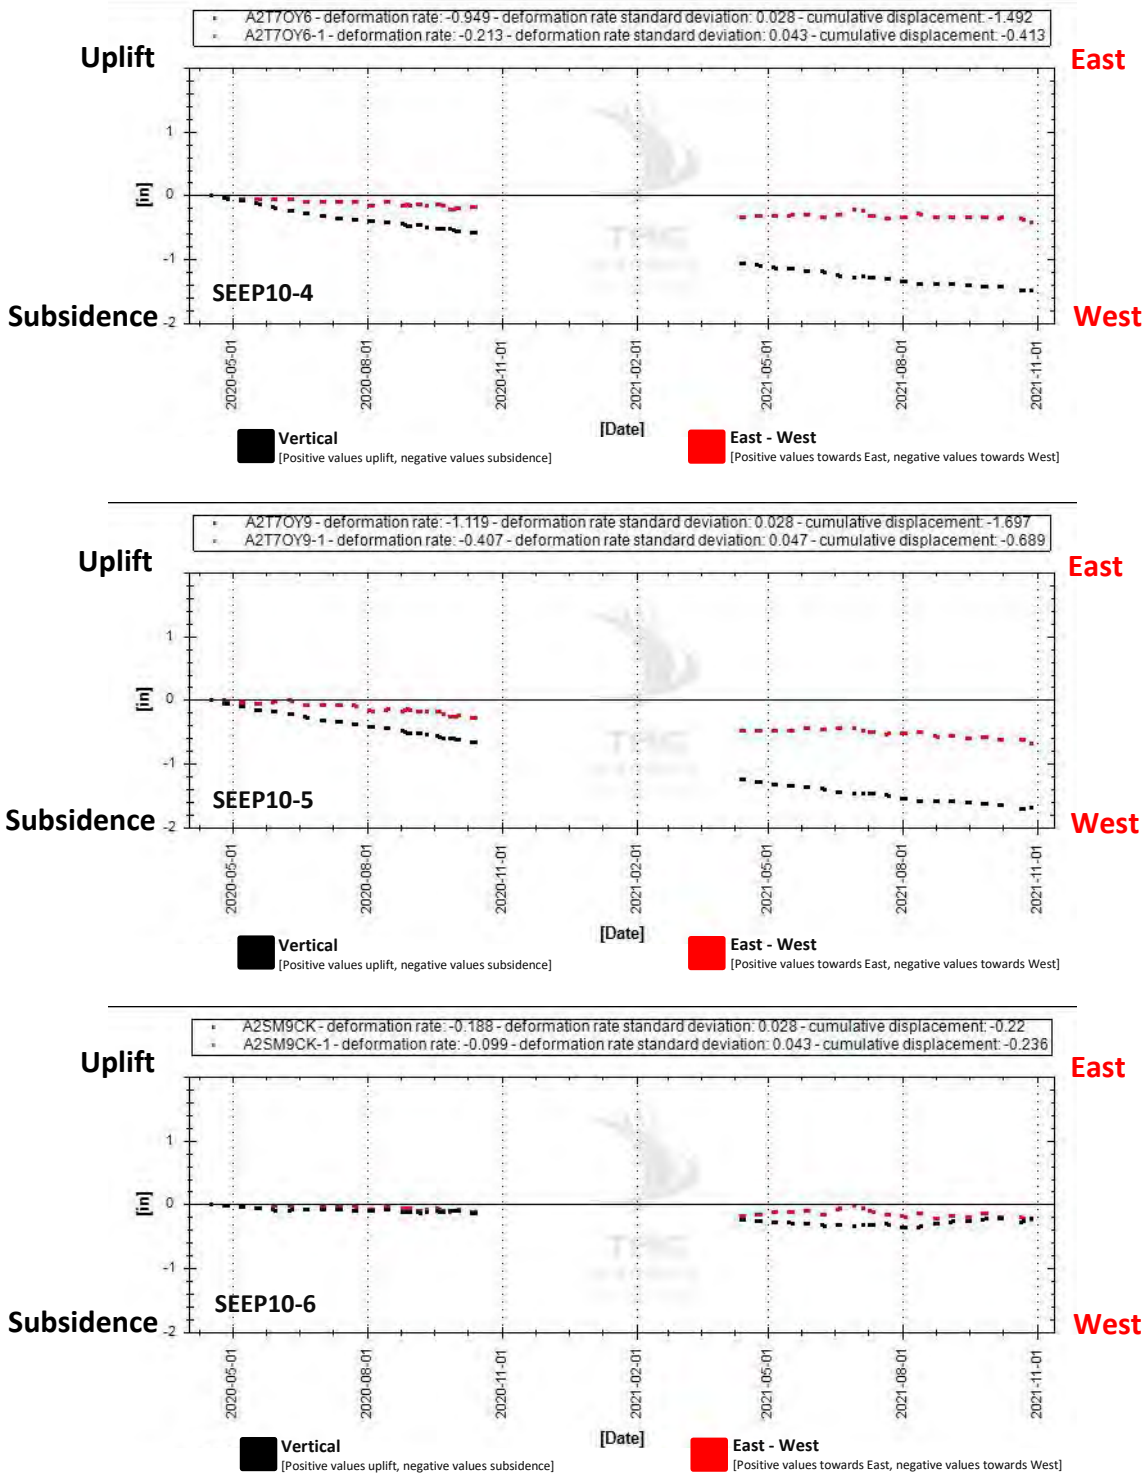 A2T7OY6 - deformation rate: -0.949 - deformation rate standard deviation: 0.028 - cumulative displacement: -1.492
A2T7OY6-1 - deformation rate: -0.213 - deformation rate standard deviation: 0.043 - cumulative displacement: -0.413
Uplift
East
1
0
[in]
-1
SEEP10-4
Subsidence
-2
West
2020-05-01
2020-08-01
2020-11-01
2021-02-01
2021-05-01
2021-08-01
2021-11-01
[Date]
Vertical
[Positive values uplift, negative values subsidence]
East - West
[Positive values towards East, negative values towards West]
A2T7OY9 - deformation rate: -1.119 - deformation rate standard deviation: 0.028 - cumulative displacement: -1.697
A2T7OY9-1 - deformation rate: -0.407 - deformation rate standard deviation: 0.047 - cumulative displacement: -0.689
Uplift
East
1
0
[in]
-1
SEEP10-5
Subsidence
-2
West
2020-05-01
2020-08-01
2020-11-01
2021-02-01
2021-05-01
2021-08-01
2021-11-01
[Date]
Vertical
[Positive values uplift, negative values subsidence]
East - West
[Positive values towards East, negative values towards West]
A2SM9CK - deformation rate: -0.188 - deformation rate standard deviation: 0.028 - cumulative displacement: -0.22
A2SM9CK-1 - deformation rate: -0.099 - deformation rate standard deviation: 0.043 - cumulative displacement: -0.236
Uplift
East
1
0
[in]
-1
SEEP10-6
Subsidence
-2
West
2020-05-01
2020-08-01
2020-11-01
2021-02-01
2021-05-01
2021-08-01
2021-11-01
[Date]
Vertical
[Positive values uplift, negative values subsidence]
East - West
[Positive values towards East, negative values towards West]